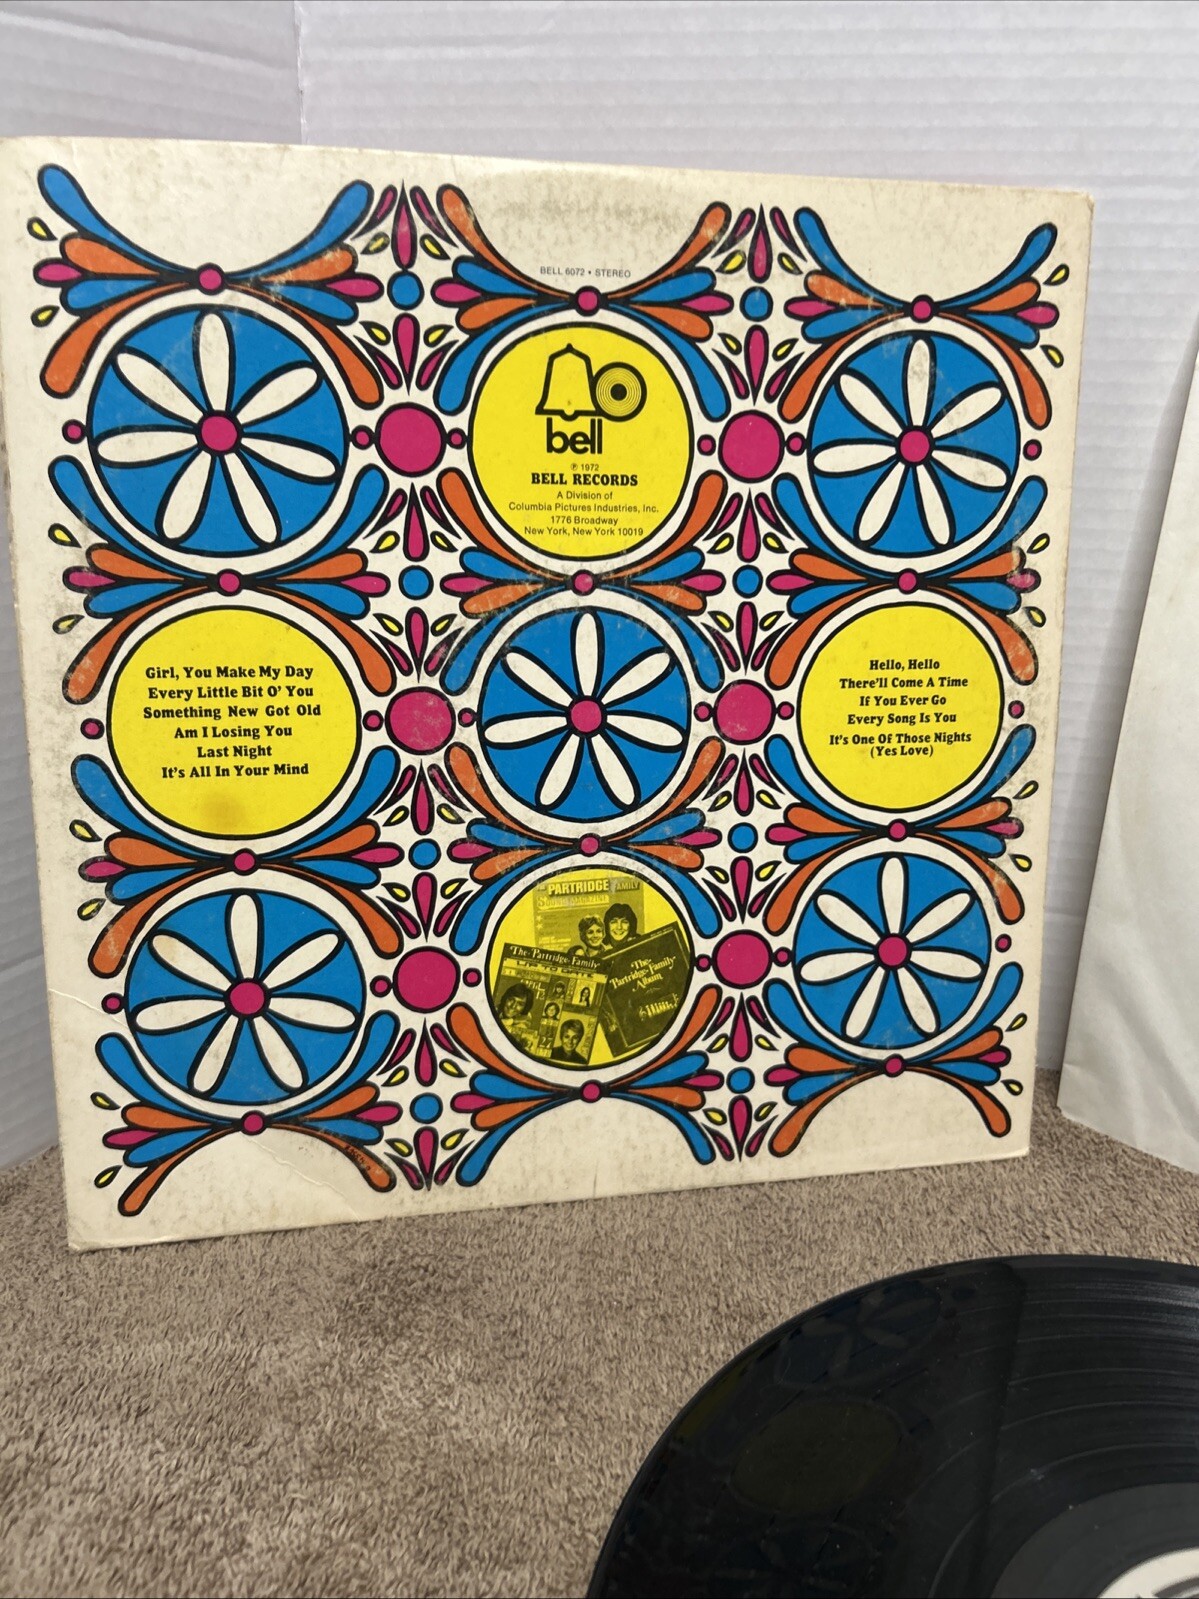 BELL 6072 • STEREO
bell
℗ 1972
BELL RECORDS
A Division of
Columbia Pictures Industries, Inc.
1776 Broadway
New York, New York 10019
Girl, You Make My Day
Every Little Bit O' You
Something New Got Old
Am I Losing You
Last Night
It's All In Your Mind
Hello, Hello
There'll Come A Time
If You Ever Go
Every Song Is You
It's One Of Those Nights
(Yes Love)
PARTRIDGE FAMILY
The Partridge Family
The
Partridge Family
Album